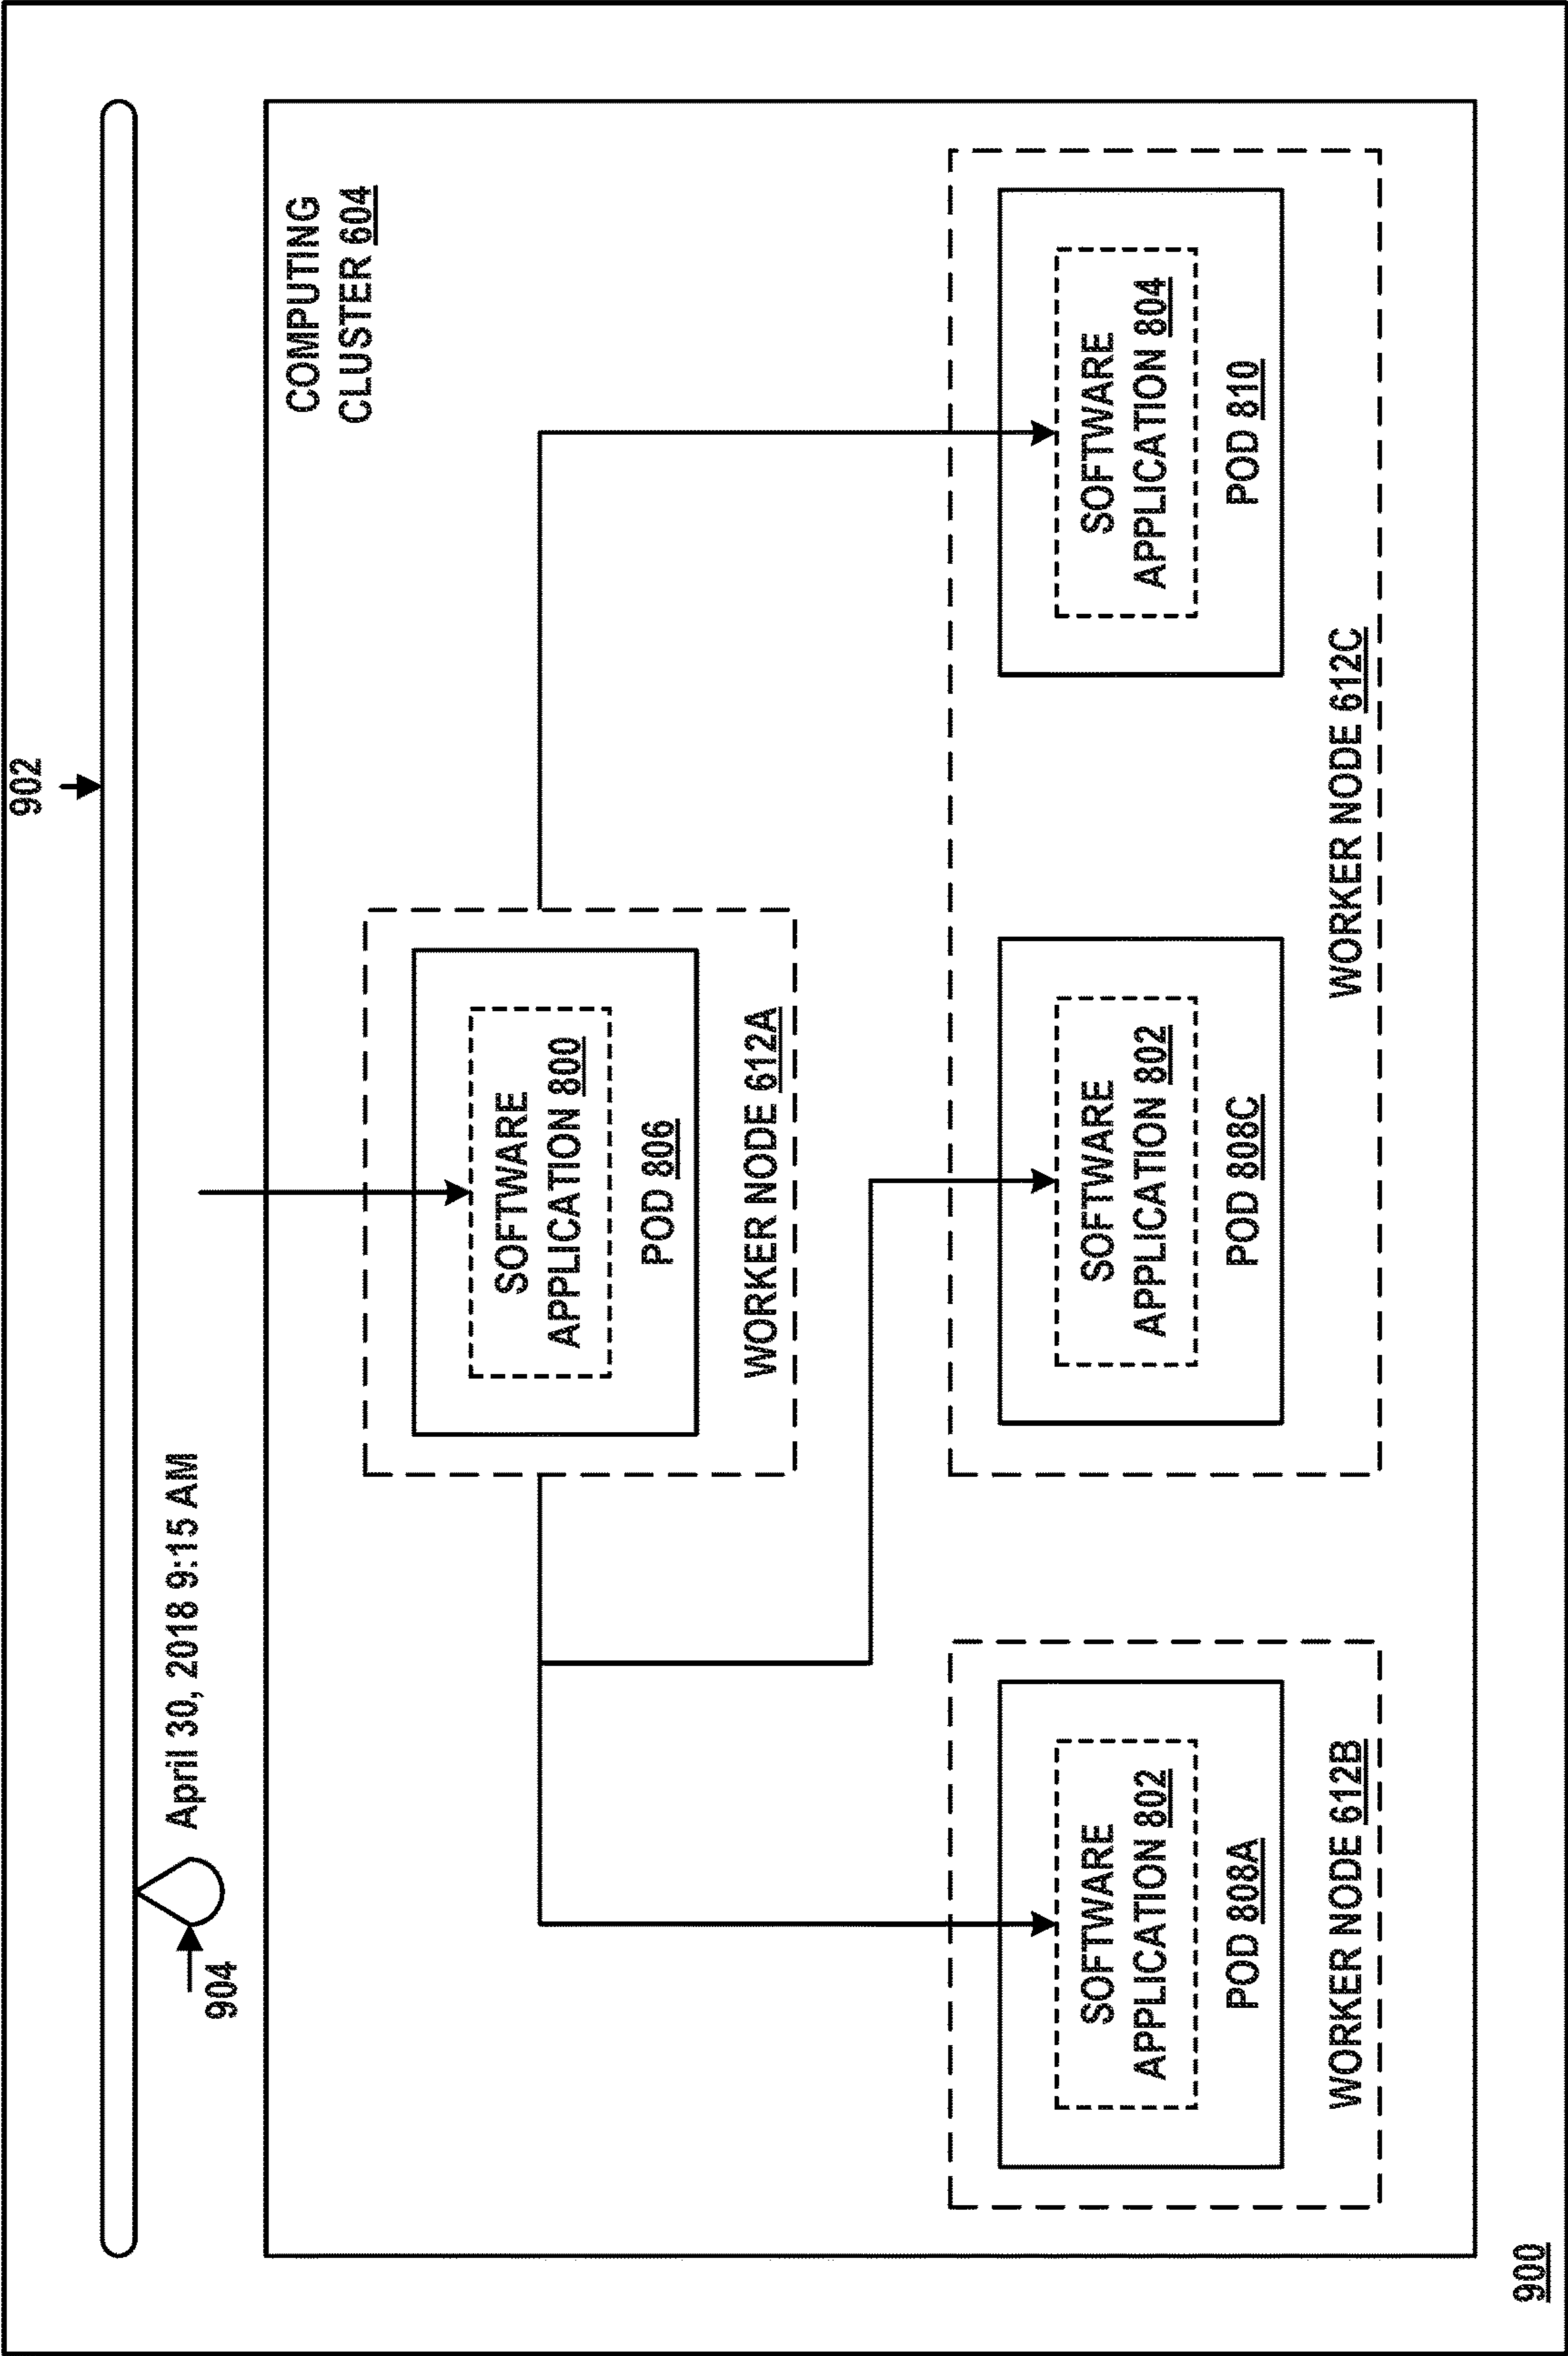 902
904
April 30, 2018 9:15 AM
COMPUTING
CLUSTER 604
SOFTWARE
APPLICATION 800
POD 806
WORKER NODE 612A
SOFTWARE
APPLICATION 802
POD 808A
WORKER NODE 612B
SOFTWARE
APPLICATION 802
POD 808C
SOFTWARE
APPLICATION 804
POD 810
WORKER NODE 612C
900